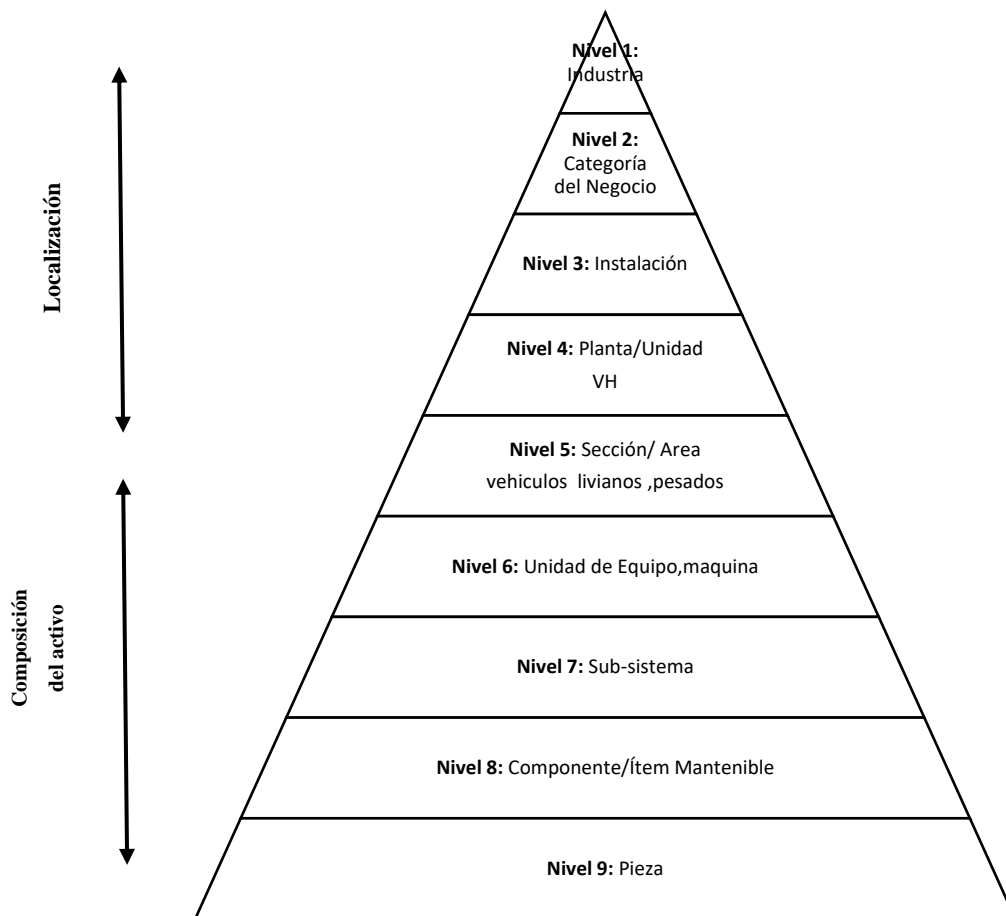 Nivel 1:
Industria
Nivel 2:
Categoría
del Negocio
Localización
Nivel 3: Instalación
Nivel 4: Planta/Unidad
VH
Nivel 5: Sección/ Area
vehiculos livianos ,pesados
Nivel 6: Unidad de Equipo,maquina
Composición
del activo
Nivel 7: Sub-sistema
Nivel 8: Componente/Ítem Mantenible
Nivel 9: Pieza